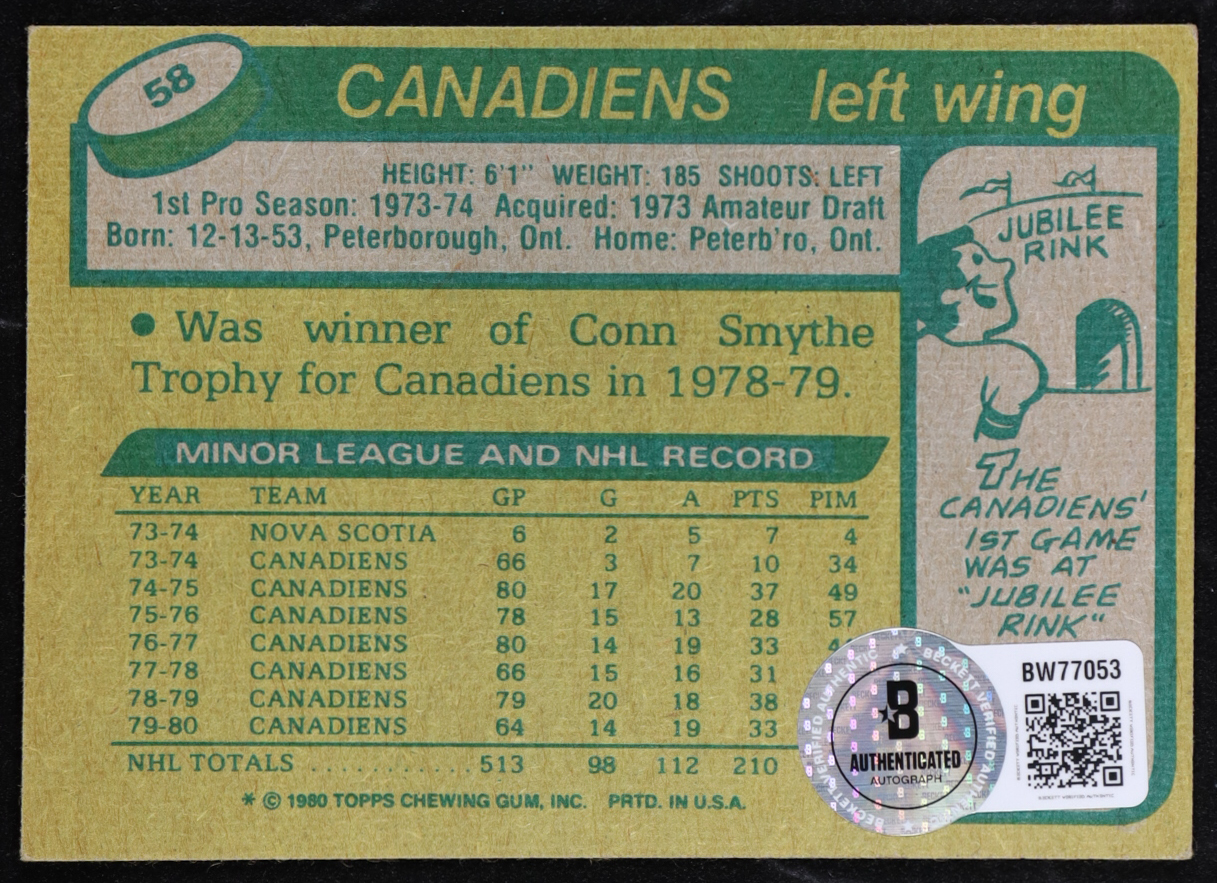 58
CANADIENS left wing
HEIGHT: 6'1" WEIGHT: 185 SHOOTS: LEFT
1st Pro Season: 1973-74 Acquired: 1973 Amateur Draft
Born: 12-13-53, Peterborough, Ont. Home: Peterb'ro, Ont.
• Was winner of Conn Smythe
Trophy for Canadiens in 1978-79.
MINOR LEAGUE AND NHL RECORD
YEAR TEAM GP G A PTS PIM
73-74 NOVA SCOTIA 6 2 5 7 4
73-74 CANADIENS 66 3 7 10 34
74-75 CANADIENS 80 17 20 37 49
75-76 CANADIENS 78 15 13 28 57
76-77 CANADIENS 80 14 19 33
77-78 CANADIENS 66 15 16 31
78-79 CANADIENS 79 20 18 38
79-80 CANADIENS 64 14 19 33
NHL TOTALS .......... 513 98 112 210
* © 1980 TOPPS CHEWING GUM, INC. PRTD. IN U.S.A.
JUBILEE
RINK
THE
CANADIENS'
1ST GAME
WAS AT
"JUBILEE
RINK"
BECKETT VERIFIED AUTHENTIC
B
AUTHENTICATED
AUTOGRAPH
BW77053